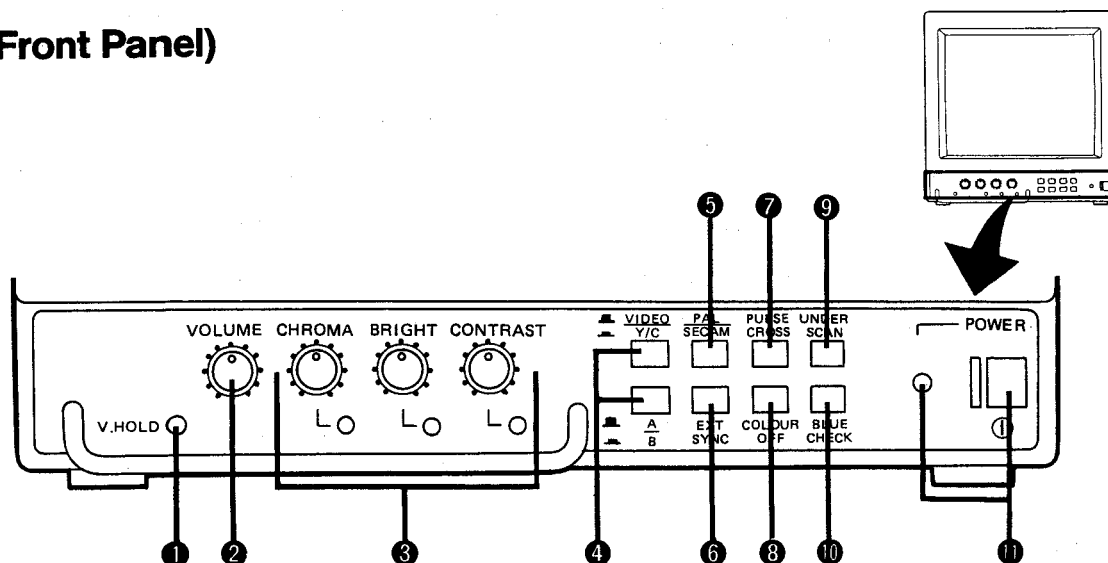 Front Panel)
5 7 9
VOLUME CHROMA BRIGHT CONTRAST
VIDEO PAL PULSE UNDER
Y/C SECAM CROSS SCAN
POWER
V.HOLD
A EXT COLOUR BLUE
B SYNC OFF CHECK
1 2 3 4 6 8 10 11